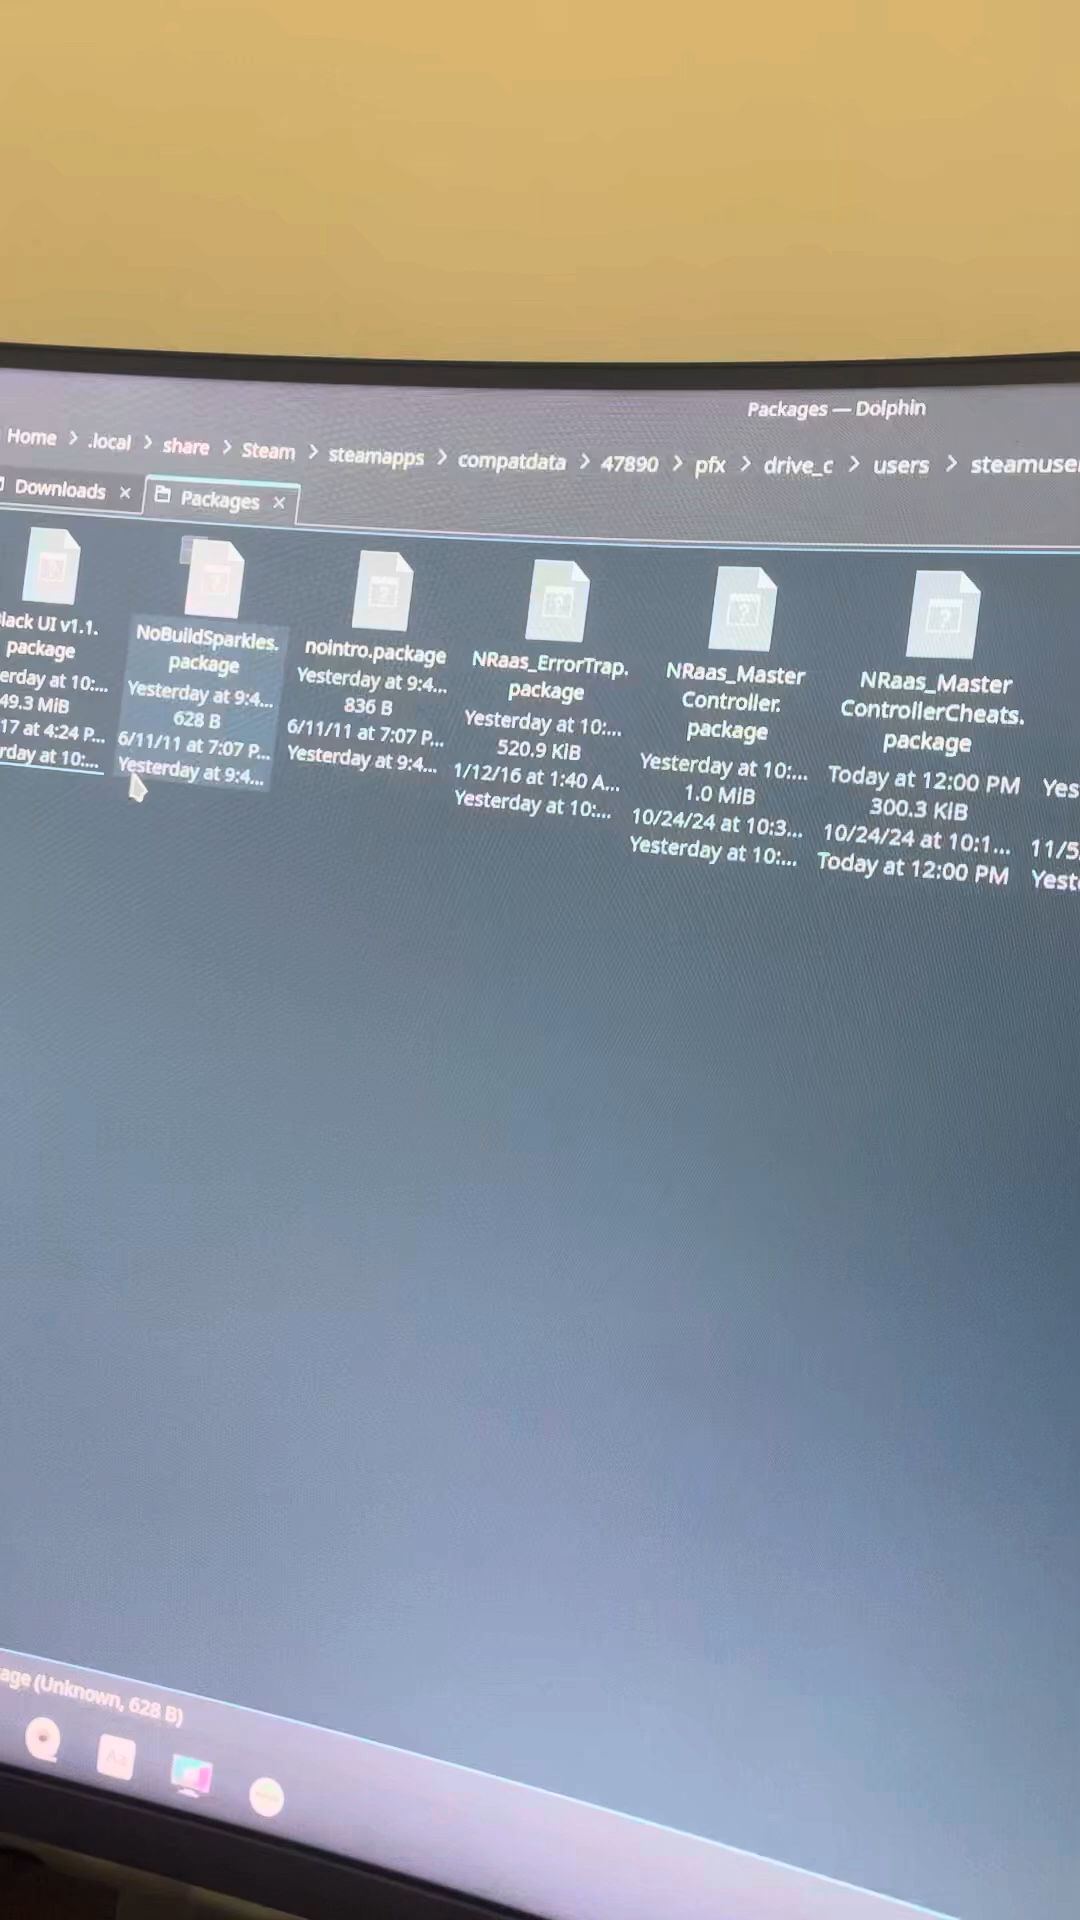 Packages — Dolphin
Home > .local > share > Steam > steamapps > compatdata > 47890 > pfx > drive_c > users > steamuse
Downloads ×
Packages ×
lack UI v1.1.
package
erday at 10:...
49.3 MiB
17 at 4:24 P...
rday at 10:...
NoBuildSparkles.
package
Yesterday at 9:4...
628 B
6/11/11 at 7:07 P...
Yesterday at 9:4...
nointro.package
Yesterday at 9:4...
836 B
6/11/11 at 7:07 P...
Yesterday at 9:4...
NRaas_ErrorTrap.
package
Yesterday at 10:...
520.9 KiB
1/12/16 at 1:40 A...
Yesterday at 10:...
NRaas_Master
Controller.
package
Yesterday at 10:...
1.0 MiB
10/24/24 at 10:3...
Yesterday at 10:...
NRaas_Master
ControllerCheats.
package
Today at 12:00 PM
300.3 KiB
10/24/24 at 10:1...
Today at 12:00 PM
Yes
11/5
Yest
age (Unknown, 628 B)